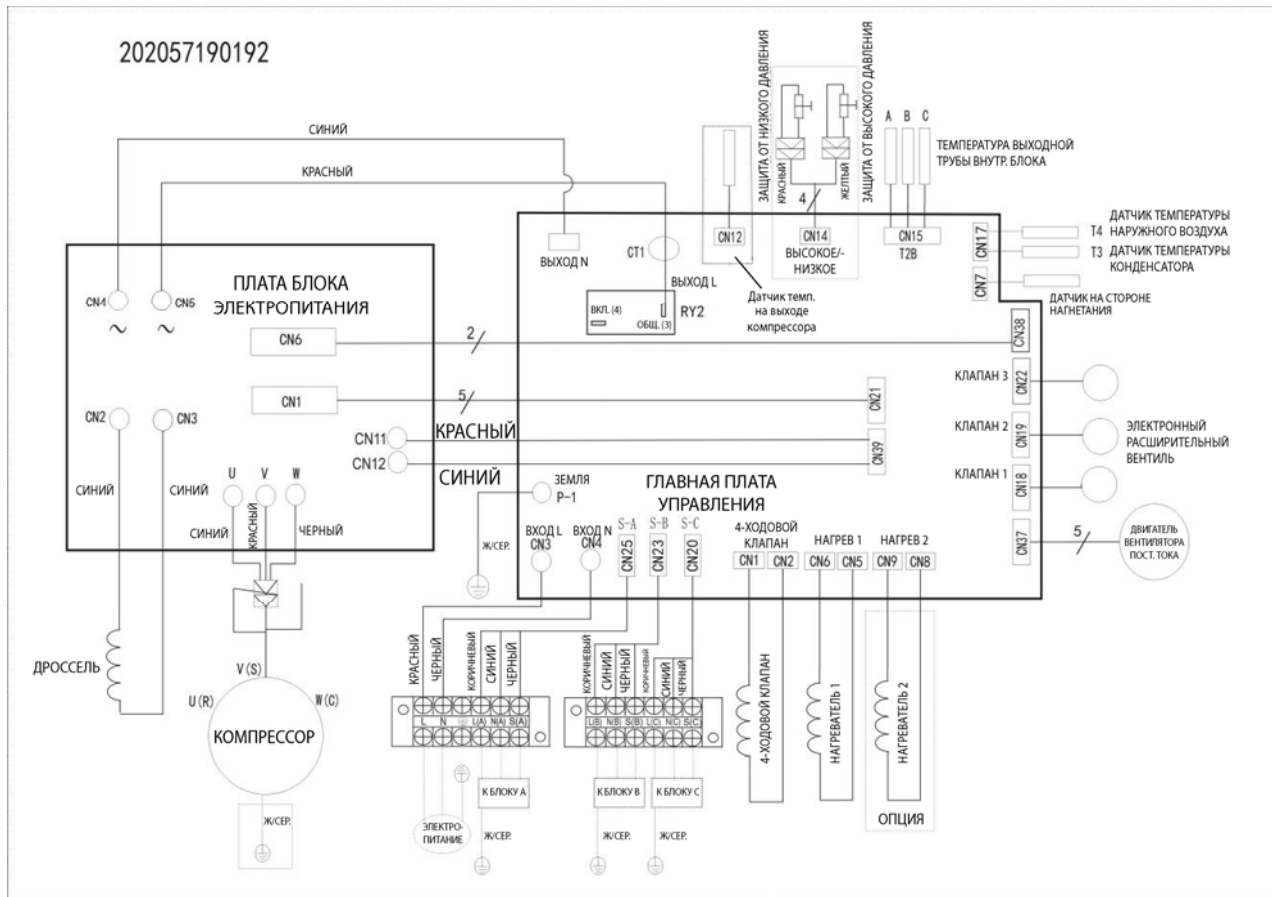 202057190192
СИНИЙ
КРАСНЫЙ
ЗАЩИТА ОТ НИЗКОГО ДАВЛЕНИЯ
ЗАЩИТА ОТ ВЫСОКОГО ДАВЛЕНИЯ
КРАСНЫЙ
ЖЕЛТЫЙ
4
A B C
ТЕМПЕРАТУРА ВЫХОДНОЙ
ТРУБЫ ВНУТР. БЛОКА
CN12
CN14
ВЫСОКОЕ/-
НИЗКОЕ
CN15
T2B
CN17
T4
ДАТЧИК ТЕМПЕРАТУРЫ
НАРУЖНОГО ВОЗДУХА
T3
ДАТЧИК ТЕМПЕРАТУРЫ
КОНДЕНСАТОРА
CN7
ДАТЧИК НА СТОРОНЕ
НАГНЕТАНИЯ
Датчик темп.
на выходе
компрессора
ВЫХОД N
CT1
ВЫХОД L
ВКЛ. (4)
ОБЩ. (3)
RY2
ПЛАТА БЛОКА
ЭЛЕКТРОПИТАНИЯ
CN4
CN5
~ ~
CN6
2
CN38
CN1
5
CN21
CN2
CN3
CN11
КРАСНЫЙ
CN12
СИНИЙ
CN39
КЛАПАН 3
CN22
КЛАПАН 2
CN19
КЛАПАН 1
CN18
ЭЛЕКТРОННЫЙ
РАСШИРИТЕЛЬНЫЙ
ВЕНТИЛЬ
CN37
5
ДВИГАТЕЛЬ
ВЕНТИЛЯТОРА
ПОСТ. ТОКА
СИНИЙ
СИНИЙ
U V W
СИНИЙ
КРАСНЫЙ
ЧЕРНЫЙ
ЗЕМЛЯ
P-1
Ж/СЕР.
ГЛАВНАЯ ПЛАТА
УПРАВЛЕНИЯ
ВХОД L
CN3
ВХОД N
CN4
S-A
CN25
S-B
CN23
S-C
CN20
4-ХОДОВОЙ
КЛАПАН
CN1 CN2
НАГРЕВ 1
CN6 CN5
НАГРЕВ 2
CN9 CN8
ДРОССЕЛЬ
V(S)
U(R)
W(C)
КОМПРЕССОР
Ж/СЕР.
КРАСНЫЙ
ЧЕРНЫЙ
КОРИЧНЕВЫЙ
СИНИЙ
ЧЕРНЫЙ
КОРИЧНЕВЫЙ
СИНИЙ
ЧЕРНЫЙ
КОРИЧНЕВЫЙ
СИНИЙ
ЧЕРНЫЙ
L N L(A) N(A) S(A)
L(B) N(B) S(B) L(C) N(C) S(C)
К БЛОКУ А
К БЛОКУ В
К БЛОКУ С
ЭЛЕКТРО-
ПИТАНИЕ
Ж/СЕР.
Ж/СЕР.
Ж/СЕР.
4-ХОДОВОЙ КЛАПАН
НАГРЕВАТЕЛЬ 1
НАГРЕВАТЕЛЬ 2
ОПЦИЯ